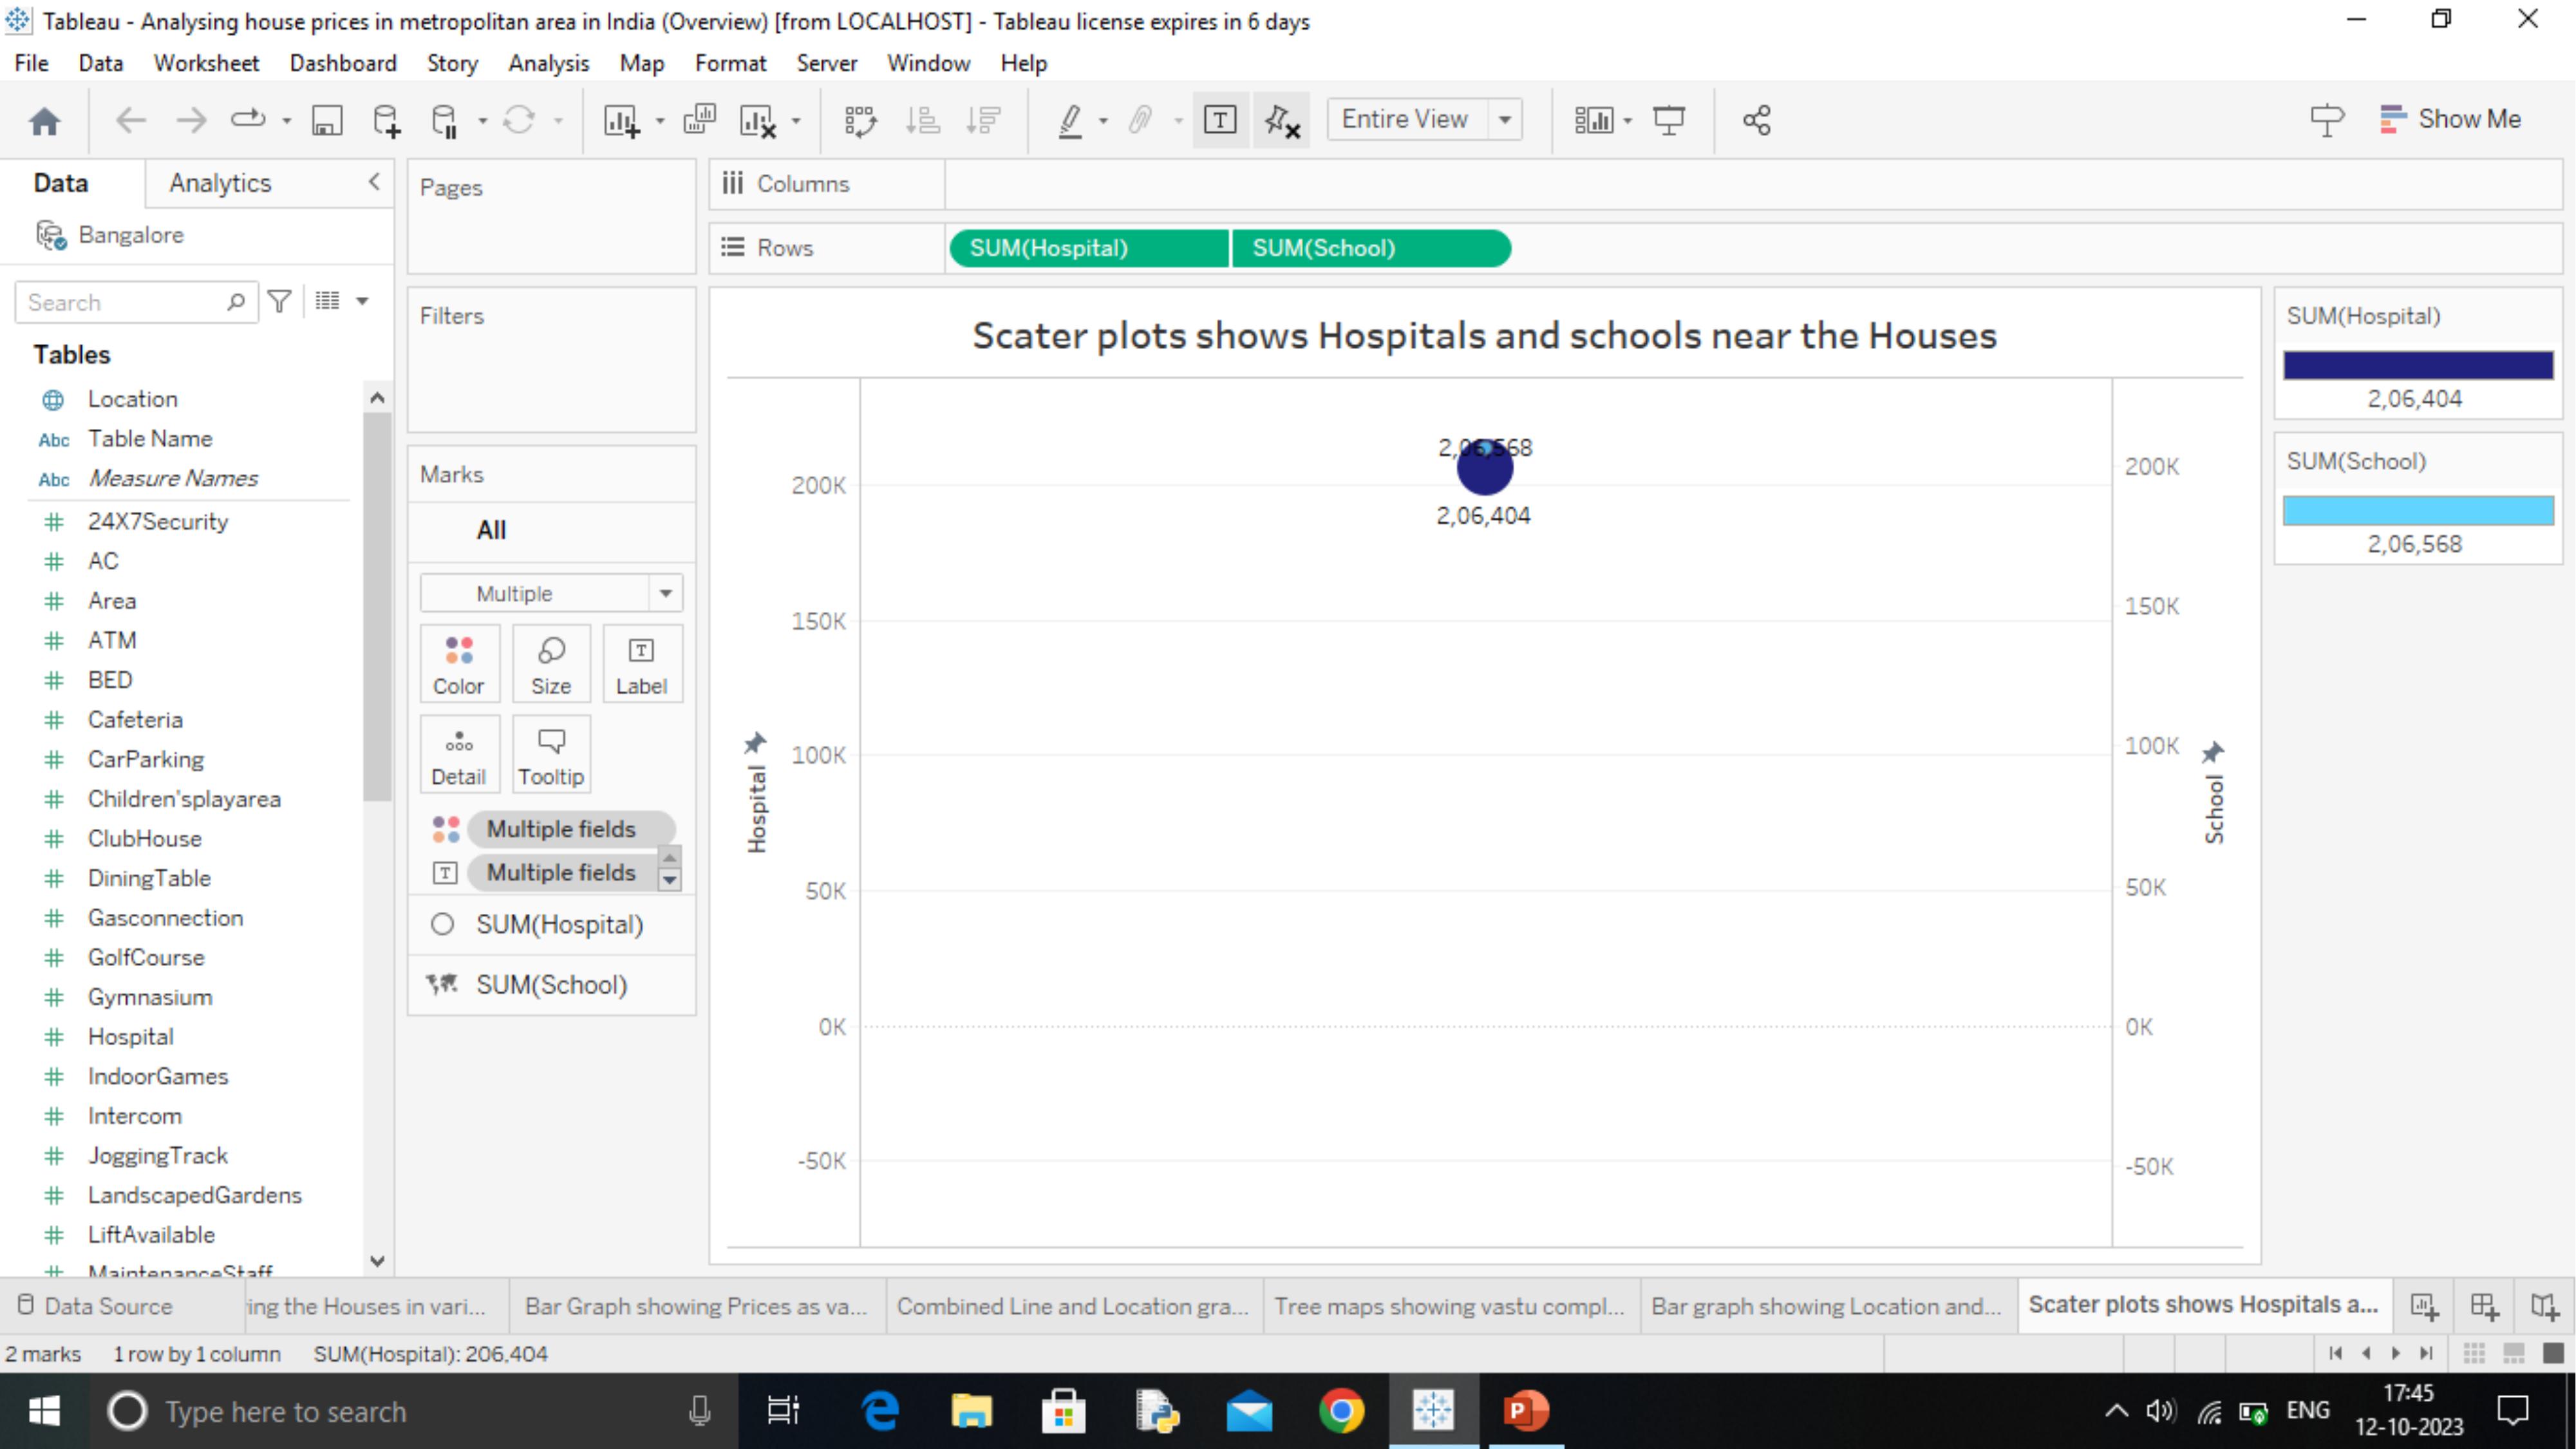 Tableau - Analysing house prices in metropolitan area in India (Overview) [from LOCALHOST] - Tableau license expires in 6 days
File Data Worksheet Dashboard Story Analysis Map Format Server Window Help
Entire View
Show Me
Data Analytics
Bangalore
Search
Tables
Location
Abc Table Name
Abc Measure Names
24X7Security
AC
Area
ATM
BED
Cafeteria
CarParking
Children'splayarea
ClubHouse
DiningTable
Gasconnection
GolfCourse
Gymnasium
Hospital
IndoorGames
Intercom
JoggingTrack
LandscapedGardens
LiftAvailable
MaintenanceStaff
Pages
Filters
Marks
All
Multiple
Color Size Label
Detail Tooltip
Multiple fields
Multiple fields
SUM(Hospital)
SUM(School)
Columns
Rows SUM(Hospital) SUM(School)
Scater plots shows Hospitals and schools near the Houses
2,06,568
2,06,404
200K
150K
100K
50K
0K
-50K
Hospital
200K
150K
100K
50K
0K
-50K
School
SUM(Hospital)
2,06,404
SUM(School)
2,06,568
Data Source
ring the Houses in vari...
Bar Graph showing Prices as va...
Combined Line and Location gra...
Tree maps showing vastu compl...
Bar graph showing Location and...
Scater plots shows Hospitals a...
2 marks 1 row by 1 column SUM(Hospital): 206,404
Type here to search
ENG
17:45
12-10-2023